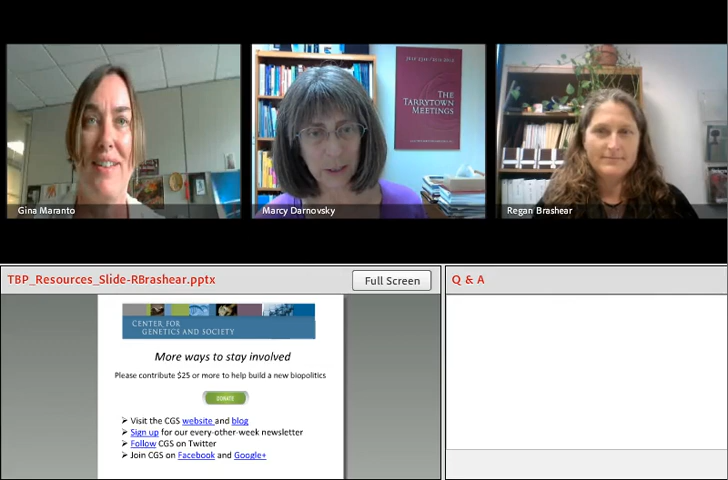 THE
TARRYTOWN
MEETINGS
Gina Maranto
Marcy Darnovsky
Regan Brashear
TBP_Resources_Slide-RBrashear.pptx
Full Screen
Q & A
CENTER FOR
GENETICS AND SOCIETY
More ways to stay involved
Please contribute $25 or more to help build a new biopolitics
DONATE
➢ Visit the CGS website and blog
➢ Sign up for our every-other-week newsletter
➢ Follow CGS on Twitter
➢ Join CGS on Facebook and Google+